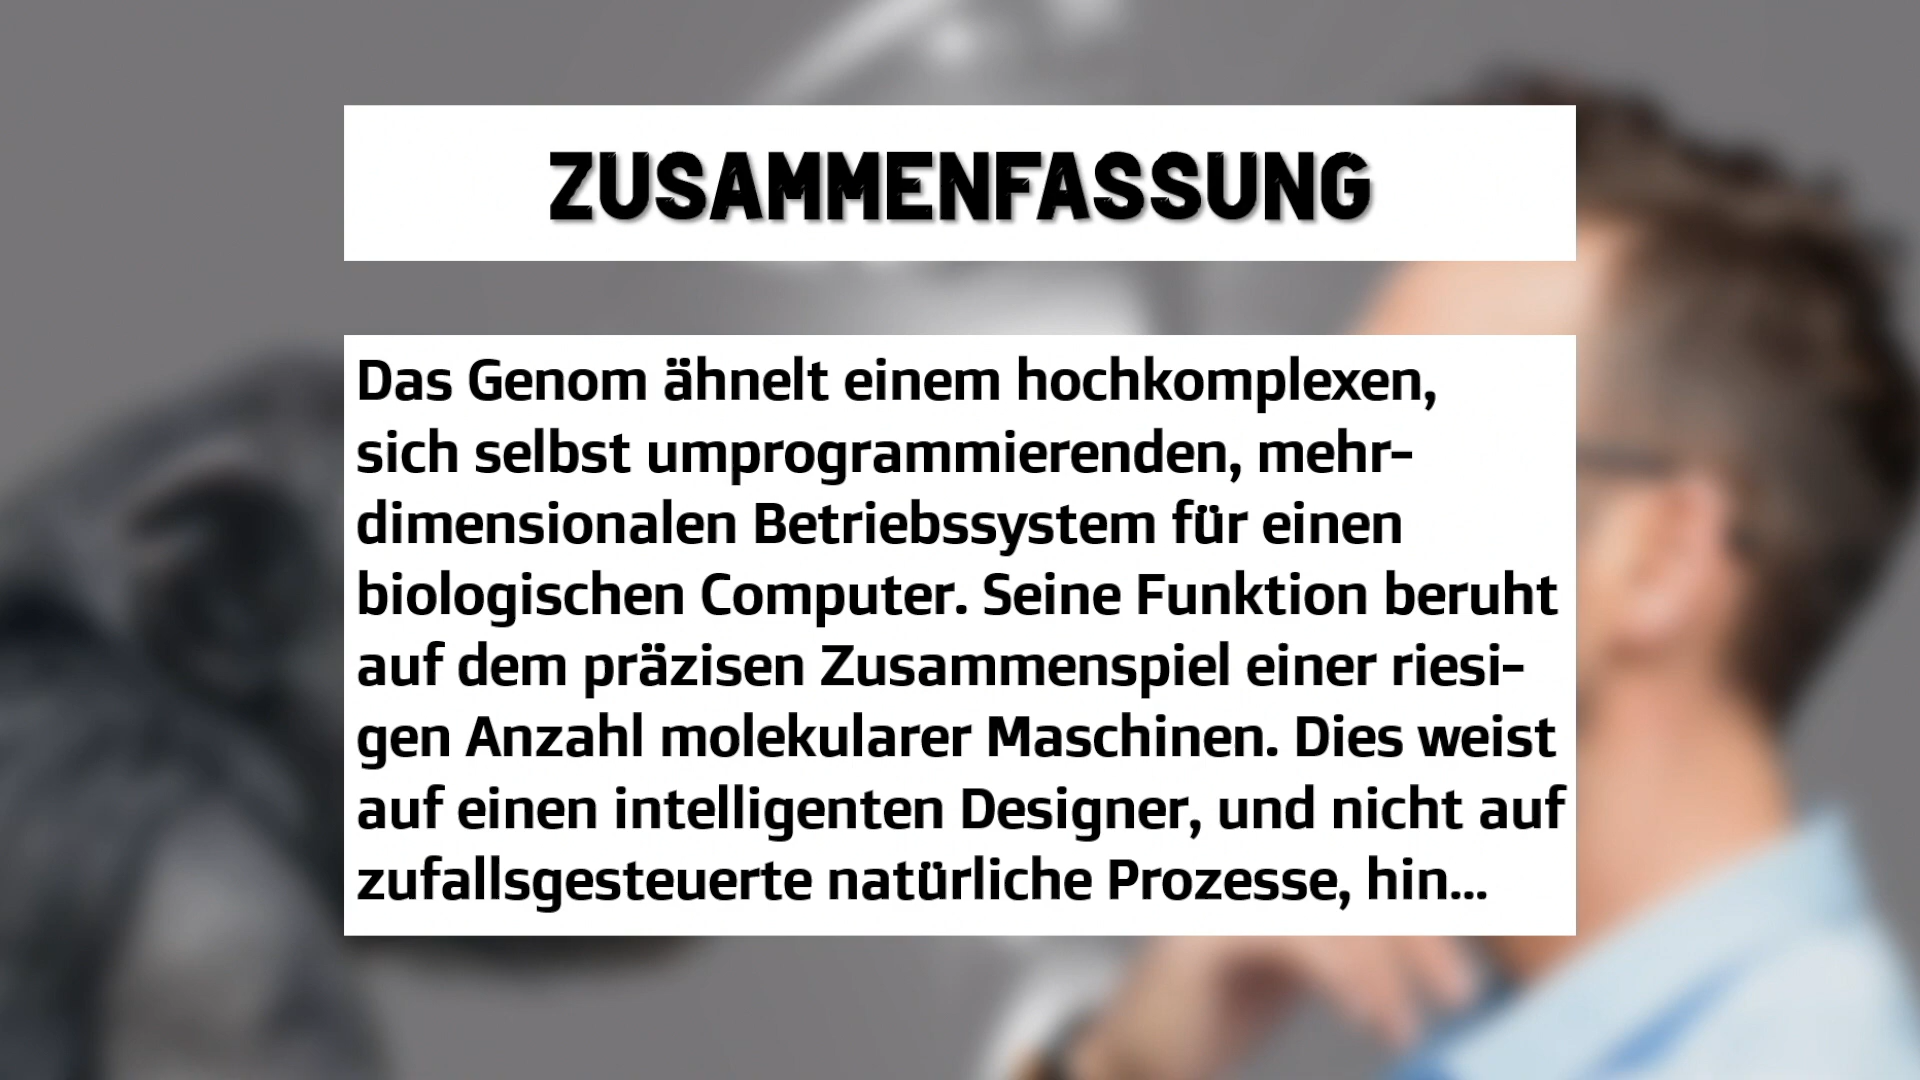 ZUSAMMENFASSUNG
Das Genom ähnelt einem hochkomplexen,
sich selbst umprogrammierenden, mehr-
dimensionalen Betriebssystem für einen
biologischen Computer. Seine Funktion beruht
auf dem präzisen Zusammenspiel einer riesi-
gen Anzahl molekularer Maschinen. Dies weist
auf einen intelligenten Designer, und nicht auf
zufallsgesteuerte natürliche Prozesse, hin...